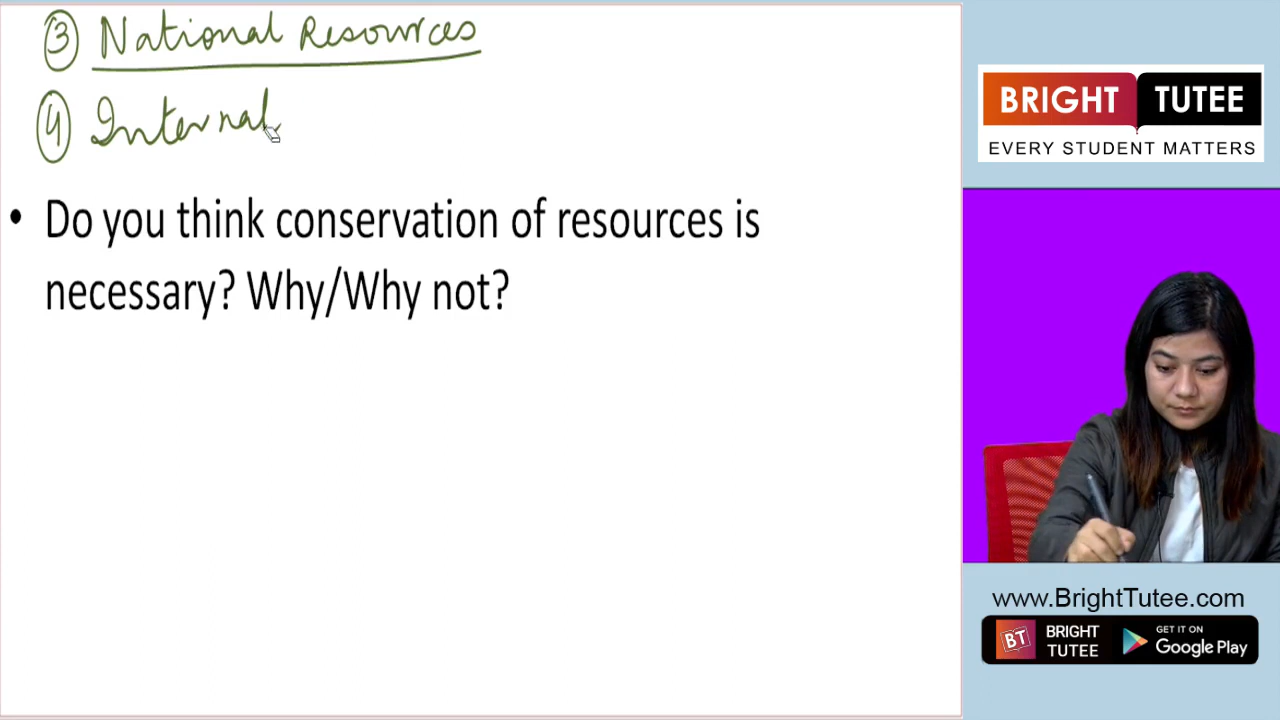 ③ National Resources
④ Internat
• Do you think conservation of resources is
necessary? Why/Why not?
BRIGHT TUTEE
EVERY STUDENT MATTERS
www.BrightTutee.com
BT BRIGHT TUTEE
GET IT ON Google Play